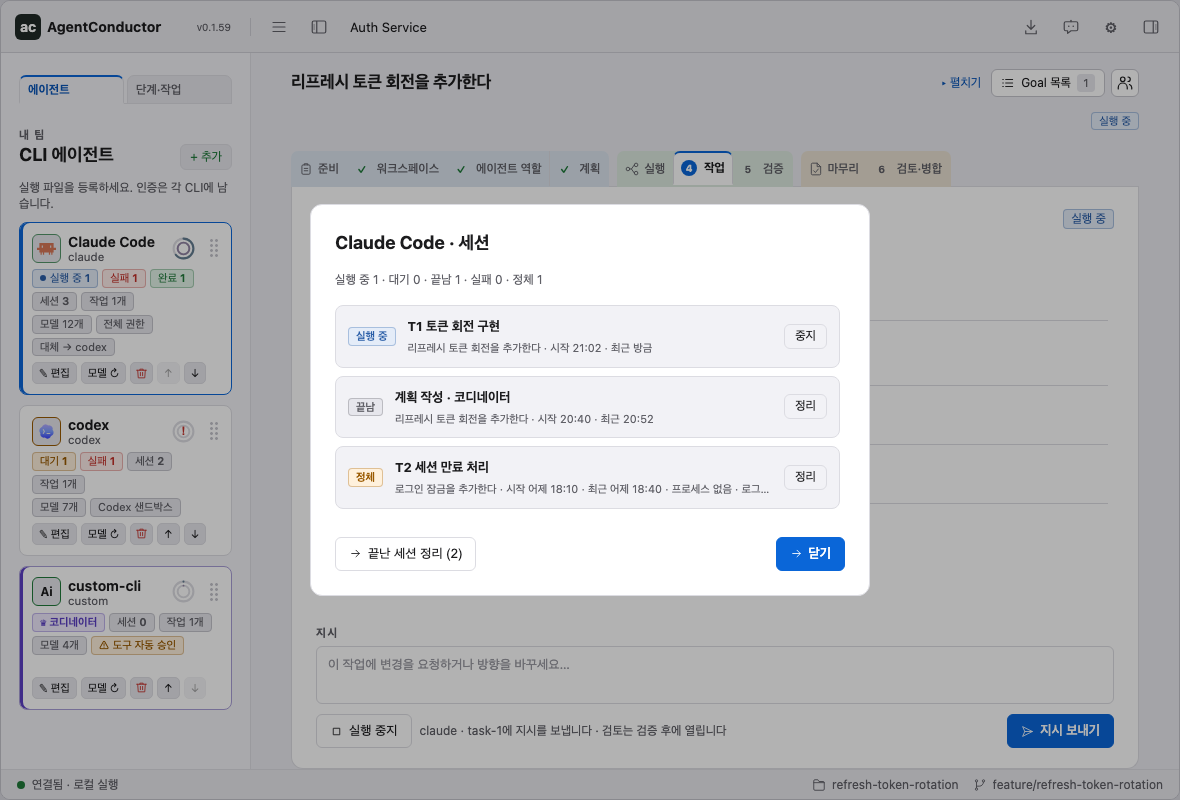 ac AgentConductor v0.1.59 Auth Service
에이전트 단계·작업
내 팀
CLI 에이전트 + 추가
실행 파일을 등록하세요. 인증은 각 CLI에 남
습니다.
Claude Code
claude
실행 중 1 실패 1 완료 1
세션 3 작업 1개
모델 12개 전체 권한
대체 → codex
편집 모델
codex
codex
대기 1 실패 1 세션 2
작업 1개
모델 7개 Codex 샌드박스
편집 모델
Ai custom-cli
custom
코디네이터 세션 0 작업 1개
모델 4개 도구 자동 승인
편집 모델
리프레시 토큰 회전을 추가한다 펼치기 Goal 목록 1
실행 중
준비 워크스페이스 에이전트 역할 계획 실행 4 작업 5 검증 마무리 6 검토·병합
실행 중
Claude Code · 세션
실행 중 1 · 대기 0 · 끝남 1 · 실패 0 · 정체 1
실행 중 T1 토큰 회전 구현 중지
리프레시 토큰 회전을 추가한다 · 시작 21:02 · 최근 방금
끝남 계획 작성 · 코디네이터 정리
리프레시 토큰 회전을 추가한다 · 시작 20:40 · 최근 20:52
정체 T2 세션 만료 처리 정리
로그인 잠금을 추가한다 · 시작 어제 18:10 · 최근 어제 18:40 · 프로세스 없음 · 로그...
→ 끝난 세션 정리 (2) → 닫기
지시
이 작업에 변경을 요청하거나 방향을 바꾸세요...
실행 중지 claude · task-1에 지시를 보냅니다 · 검토는 검증 후에 열립니다 지시 보내기
연결됨 · 로컬 실행 refresh-token-rotation feature/refresh-token-rotation